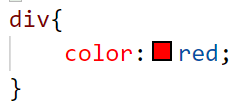 div{
color: red;
}